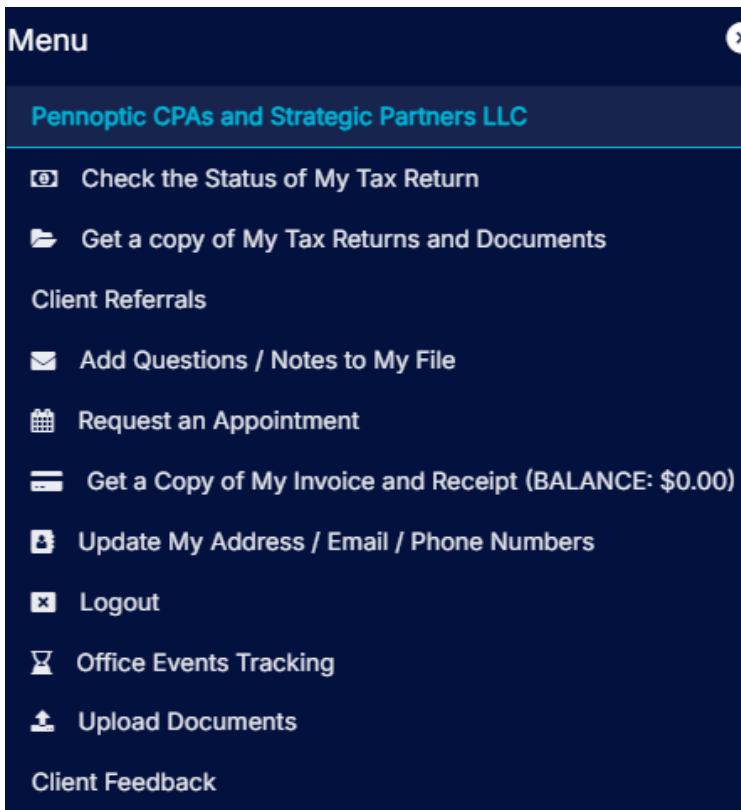 Menu
Pennoptic CPAs and Strategic Partners LLC
Check the Status of My Tax Return
Get a copy of My Tax Returns and Documents
Client Referrals
Add Questions / Notes to My File
Request an Appointment
Get a Copy of My Invoice and Receipt (BALANCE: $0.00)
Update My Address / Email / Phone Numbers
Logout
Office Events Tracking
Upload Documents
Client Feedback